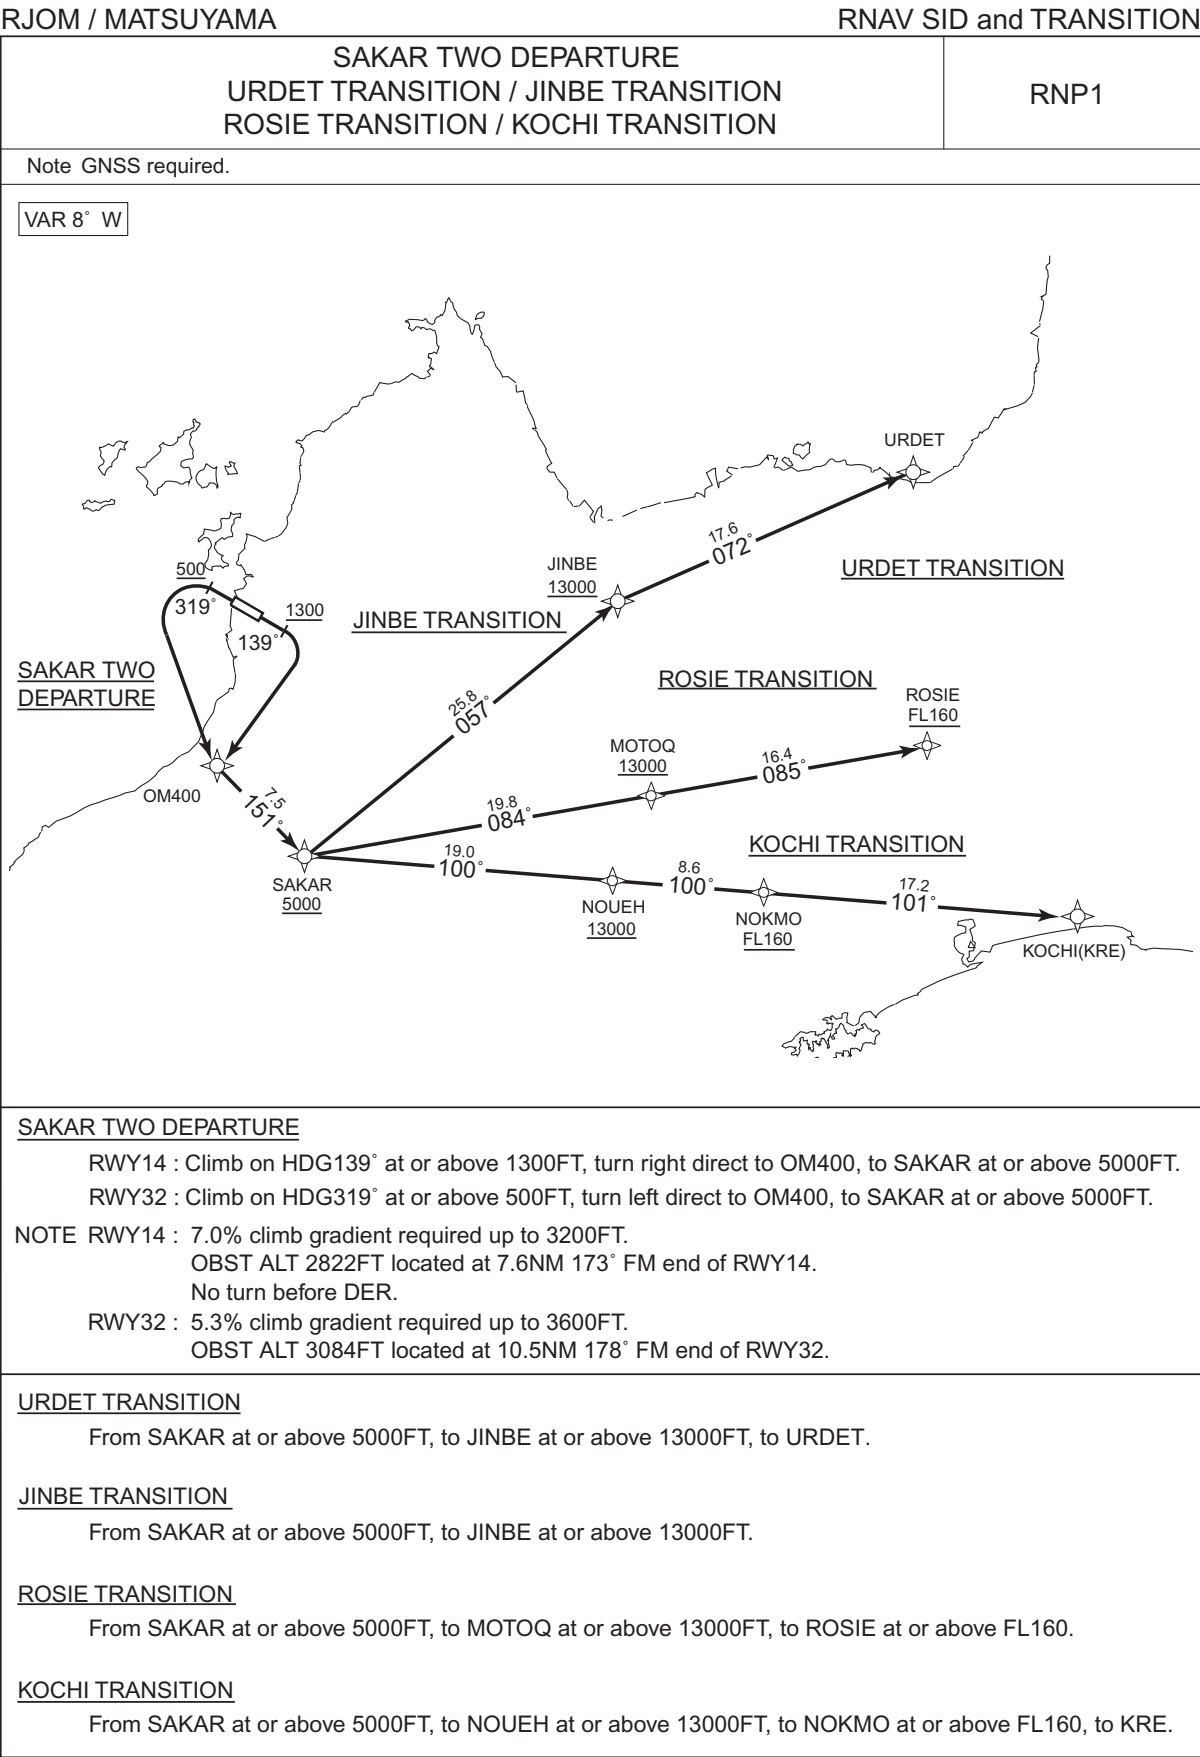 RJOM / MATSUYAMA
RNAV SID and TRANSITION
SAKAR TWO DEPARTURE
URDET TRANSITION / JINBE TRANSITION
ROSIE TRANSITION / KOCHI TRANSITION
RNP1
Note GNSS required.
VAR 8° W
URDET
17.6
072°
URDET TRANSITION
JINBE
13000
JINBE TRANSITION
500
319°
1300
139°
SAKAR TWO
DEPARTURE
25.8
057°
ROSIE TRANSITION
ROSIE
FL160
MOTOQ
13000
16.4
085°
OM400
7.5
151°
19.8
084°
KOCHI TRANSITION
SAKAR
5000
19.0
100°
NOUEH
13000
8.6
100°
NOKMO
FL160
17.2
101°
KOCHI(KRE)
SAKAR TWO DEPARTURE
RWY14 : Climb on HDG139° at or above 1300FT, turn right direct to OM400, to SAKAR at or above 5000FT.
RWY32 : Climb on HDG319° at or above 500FT, turn left direct to OM400, to SAKAR at or above 5000FT.
NOTE RWY14 : 7.0% climb gradient required up to 3200FT.
OBST ALT 2822FT located at 7.6NM 173° FM end of RWY14.
No turn before DER.
RWY32 : 5.3% climb gradient required up to 3600FT.
OBST ALT 3084FT located at 10.5NM 178° FM end of RWY32.
URDET TRANSITION
From SAKAR at or above 5000FT, to JINBE at or above 13000FT, to URDET.
JINBE TRANSITION
From SAKAR at or above 5000FT, to JINBE at or above 13000FT.
ROSIE TRANSITION
From SAKAR at or above 5000FT, to MOTOQ at or above 13000FT, to ROSIE at or above FL160.
KOCHI TRANSITION
From SAKAR at or above 5000FT, to NOUEH at or above 13000FT, to NOKMO at or above FL160, to KRE.